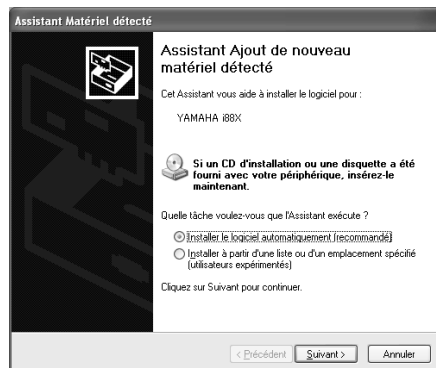 Assistant Matériel détecté
Assistant Ajout de nouveau
matériel détecté
Cet Assistant vous aide à installer le logiciel pour :
YAMAHA i88X
Si un CD d'installation ou une disquette a été
fourni avec votre périphérique, insérez-le
maintenant.
Quelle tâche voulez-vous que l'Assistant exécute ?
Installer le logiciel automatiquement (recommandé)
Installer à partir d'une liste ou d'un emplacement spécifié
(utilisateurs expérimentés)
Cliquez sur Suivant pour continuer.
< Précédent Suivant > Annuler